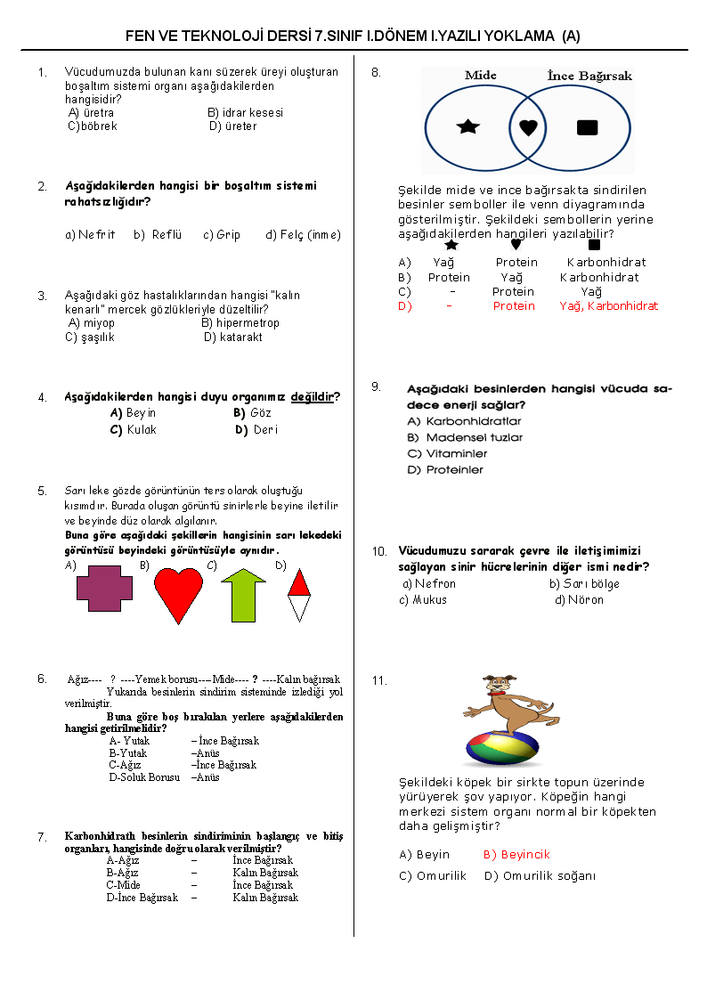 FEN VE TEKNOLOJİ DERSİ 7.SINIF I.DÖNEM I.YAZILI YOKLAMA (A)
1. Vücudumuzda bulunan kanı süzerek üreyi oluşturan
boşaltım sistemi organı aşağıdakilerden
hangisidir?
A) üretra B) idrar kesesi
C)böbrek D) üreter
2. Aşağıdakilerden hangisi bir boşaltım sistemi
rahatsızlığıdır?
a) Nefrit b) Reflü c) Grip d) Felç (inme)
3. Aşağıdaki göz hastalıklarından hangisi "kalın
kenarlı" mercek gözlükleriyle düzeltilir?
A) miyop B) hipermetrop
C) şaşılık D) katarakt
4. Aşağıdakilerden hangisi duyu organımız değildir?
A) Beyin B) Göz
C) Kulak D) Deri
5. Sarı leke gözde görüntünün ters olarak oluştuğu
kısımdır. Burada oluşan görüntü sinirlerle beyine iletilir
ve beyinde düz olarak algılanır.
Buna göre aşağıdaki şekillerin hangisinin sarı lekedeki
görüntüsü beyindeki görüntüsüyle aynıdır.
A) B) C) D)
6. Ağız---- ? ----Yemek borusu----Mide---- ? ----Kalın bağırsak
Yukarıda besinlerin sindirim sisteminde izlediği yol
verilmiştir.
Buna göre boş bırakılan yerlere aşağıdakilerden
hangisi getirilmelidir?
A- Yutak – İnce Bağırsak
B-Yutak –Anüs
C-Ağız –İnce Bağırsak
D-Soluk Borusu –Anüs
7. Karbonhidratlı besinlerin sindiriminin başlangıç ve bitiş
organları, hangisinde doğru olarak verilmiştir?
A-Ağız – İnce Bağırsak
B-Ağız – Kalın Bağırsak
C-Mide – İnce Bağırsak
D-İnce Bağırsak – Kalın Bağırsak
8. Mide İnce Bağırsak
Şekilde mide ve ince bağırsakta sindirilen
besinler semboller ile venn diyagramında
gösterilmiştir. Şekildeki sembollerin yerine
aşağıdakilerden hangileri yazılabilir?
A) Yağ Protein Karbonhidrat
B) Protein Yağ Karbonhidrat
C) – Protein Yağ
D) – Protein Yağ, Karbonhidrat
9. Aşağıdaki besinlerden hangisi vücuda sa-
dece enerji sağlar?
A) Karbonhidratlar
B) Madensel tuzlar
C) Vitaminler
D) Proteinler
10. Vücudumuzu sararak çevre ile iletişimimizi
sağlayan sinir hücrelerinin diğer ismi nedir?
a) Nefron b) Sarı bölge
c) Mukus d) Nöron
11.
Şekildeki köpek bir sirkte topun üzerinde
yürüyerek şov yapıyor. Köpeğin hangi
merkezi sistem organı normal bir köpekten
daha gelişmiştir?
A) Beyin B) Beyincik
C) Omurilik D) Omurilik soğanı